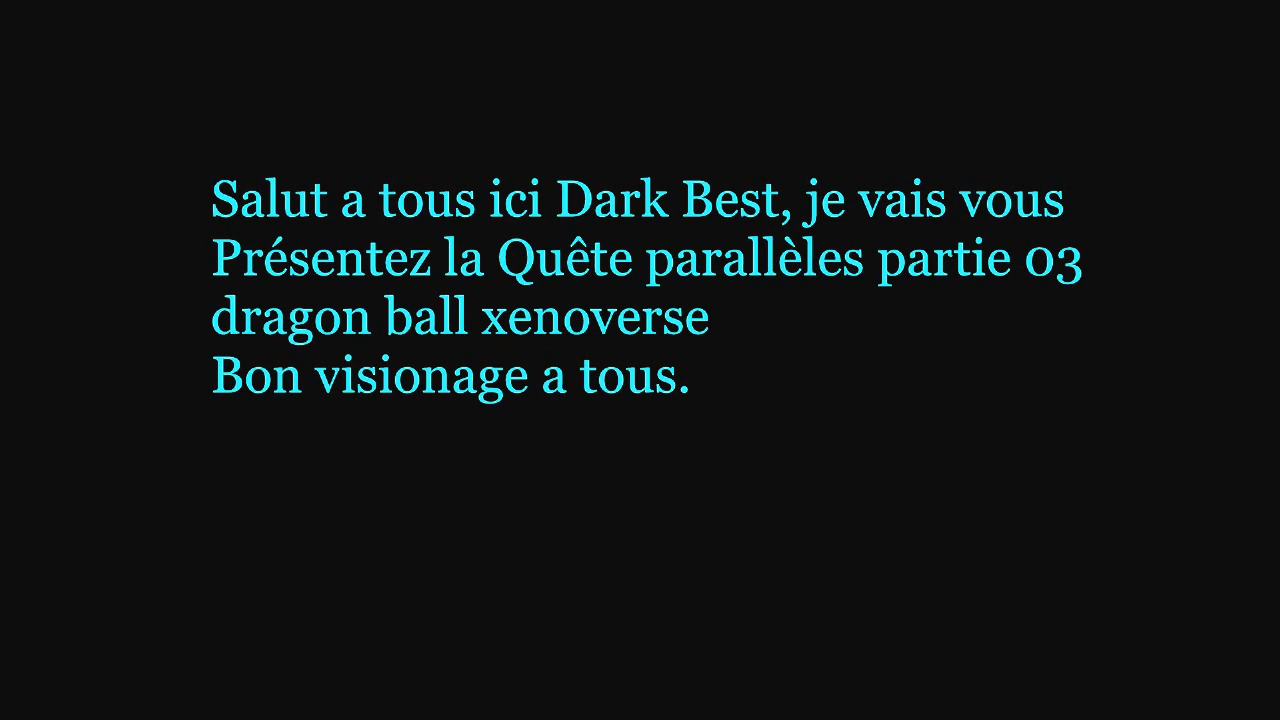 Salut a tous ici Dark Best, je vais vous
Présentez la Quête parallèles partie 03
dragon ball xenoverse
Bon visionage a tous.